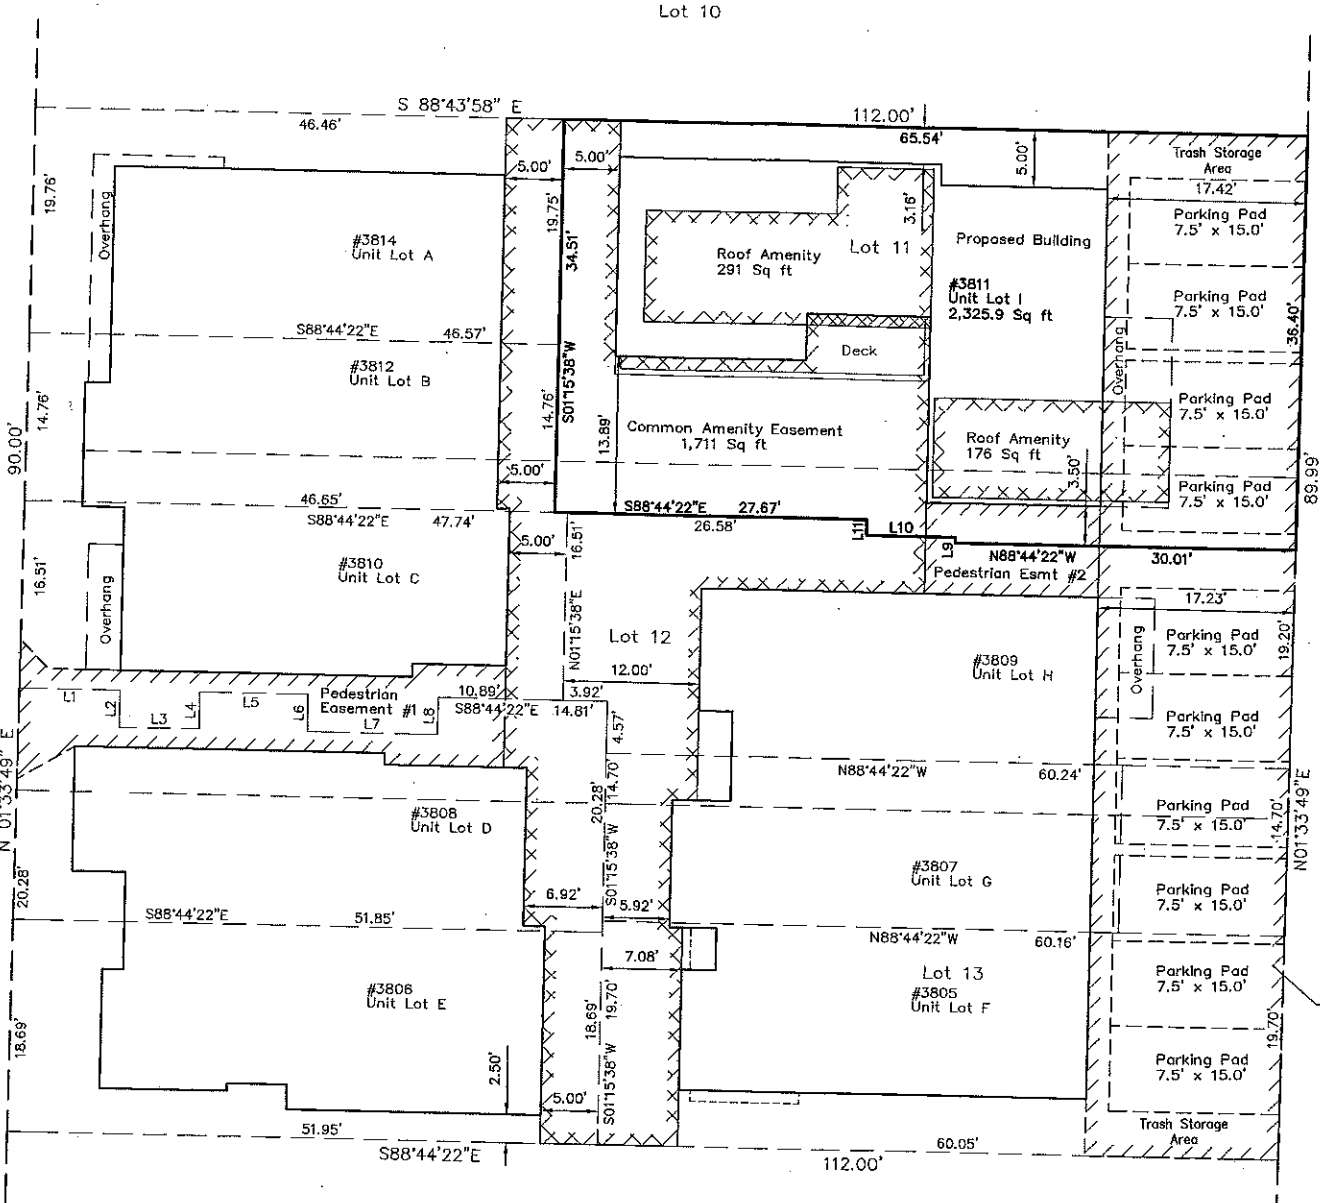 Lot 10
S 88°43'58" E
112.00'
46.46'
65.54'
5.00'
5.00'
5.00'
Trash Storage
Area
17.42'
19.76'
Overhang
19.75'
34.51'
3.16'
Parking Pad
7.5' x 15.0'
#3814
Unit Lot A
Roof Amenity
291 Sq ft
Lot 11
Proposed Building
#3811
Unit Lot I
2,325.9 Sq ft
Parking Pad
7.5' x 15.0'
36.40'
S88°44'22"E
46.57'
S01°15'38"W
Deck
Overhang
#3812
Unit Lot B
14.76'
14.76'
13.89'
Common Amenity Easement
1,711 Sq ft
Roof Amenity
176 Sq ft
3.50'
Parking Pad
7.5' x 15.0'
90.00'
89.99'
5.00'
Parking Pad
7.5' x 15.0'
46.65'
S88°44'22"E
47.74'
S88°44'22"E
27.67'
26.58'
L11
L10
L9
N88°44'22"W
30.01'
Pedestrian Esmt #2
16.51'
5.00'
16.51'
#3810
Unit Lot C
Overhang
N01°15'38"E
17.23'
Lot 12
12.00'
#3809
Unit Lot H
Overhang
Parking Pad
7.5' x 15.0'
19.20'
L1
L2
L3
L4
L5
L6
L7
L8
Pedestrian
Easement #1
10.89'
S88°44'22"E
3.92'
14.81'
4.57'
Parking Pad
7.5' x 15.0'
N 01°33'49" E
N01°33'49"E
N88°44'22"W
60.24'
20.28'
14.70'
S01°15'38"W
#3808
Unit Lot D
Parking Pad
7.5' x 15.0'
14.70'
20.28'
6.92'
5.92'
#3807
Unit Lot G
Parking Pad
7.5' x 15.0'
S88°44'22"E
51.85'
N88°44'22"W
60.16'
7.08'
Lot 13
#3805
Unit Lot F
Parking Pad
7.5' x 15.0'
#3806
Unit Lot E
18.69'
18.69'
19.70'
S01°15'38"W
19.70'
2.50'
5.00'
Parking Pad
7.5' x 15.0'
Trash Storage
Area
51.95'
S88°44'22"E
60.05'
112.00'